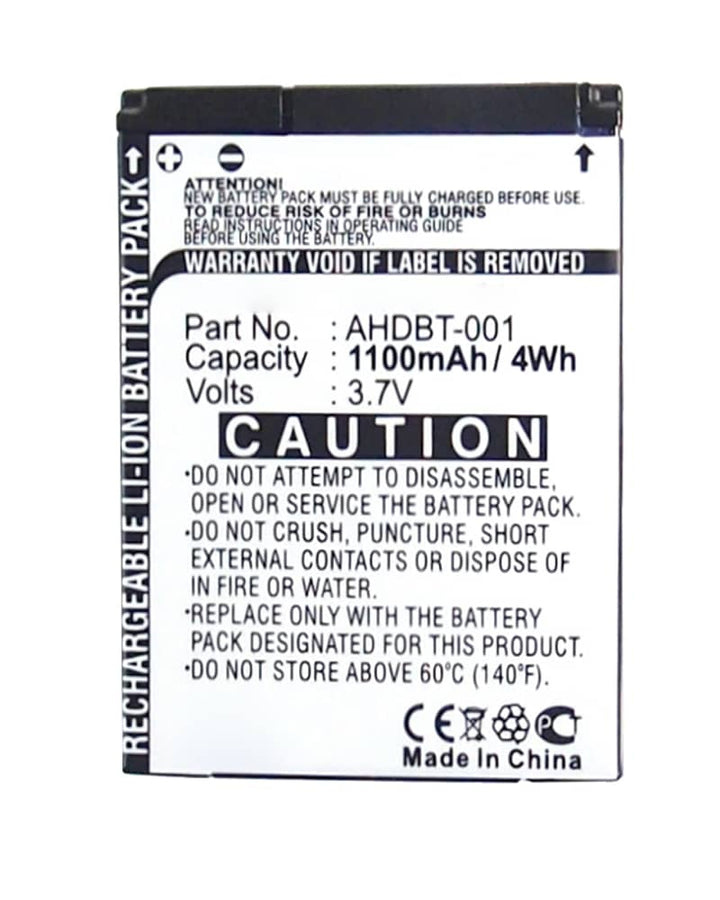 RECHARGEABLE LI-ION BATTERY PACK
ATTENTION!
NEW BATTERY PACK MUST BE FULLY CHARGED BEFORE USE.
TO REDUCE RISK OF FIRE OR BURNS
READ INSTRUCTIONS IN OPERATING GUIDE
BEFORE USING THE BATTERY.
WARRANTY VOID IF LABEL IS REMOVED
Part No. : AHDBT-001
Capacity : 1100mAh/ 4Wh
Volts : 3.7V
CAUTION
·DO NOT ATTEMPT TO DISASSEMBLE,
OPEN OR SERVICE THE BATTERY PACK.
·DO NOT CRUSH, PUNCTURE, SHORT
EXTERNAL CONTACTS OR DISPOSE OF
IN FIRE OR WATER.
·REPLACE ONLY WITH THE BATTERY
PACK DESIGNATED FOR THIS PRODUCT.
·DO NOT STORE ABOVE 60°C (140°F).
CE PCT
Made In China